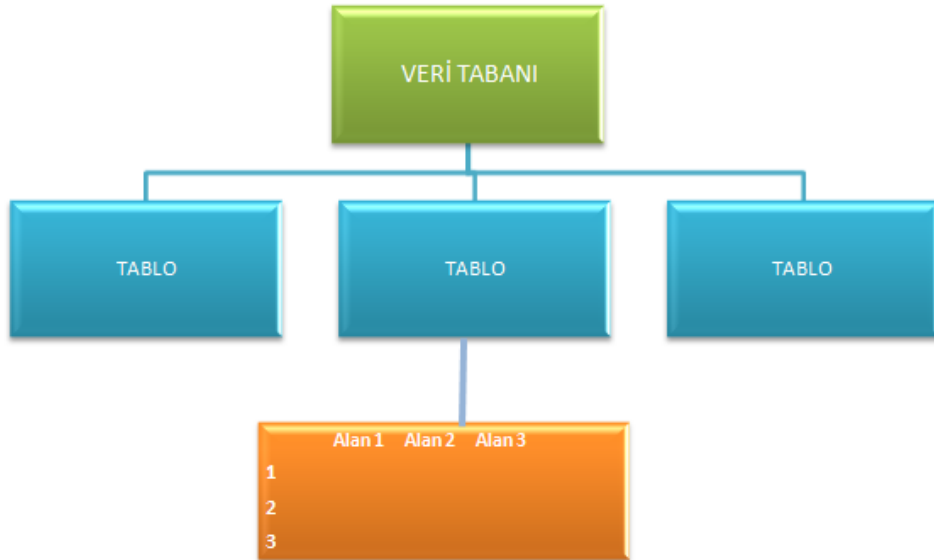 VERİ TABANI
TABLO TABLO TABLO
Alan 1 Alan 2 Alan 3
1
2
3